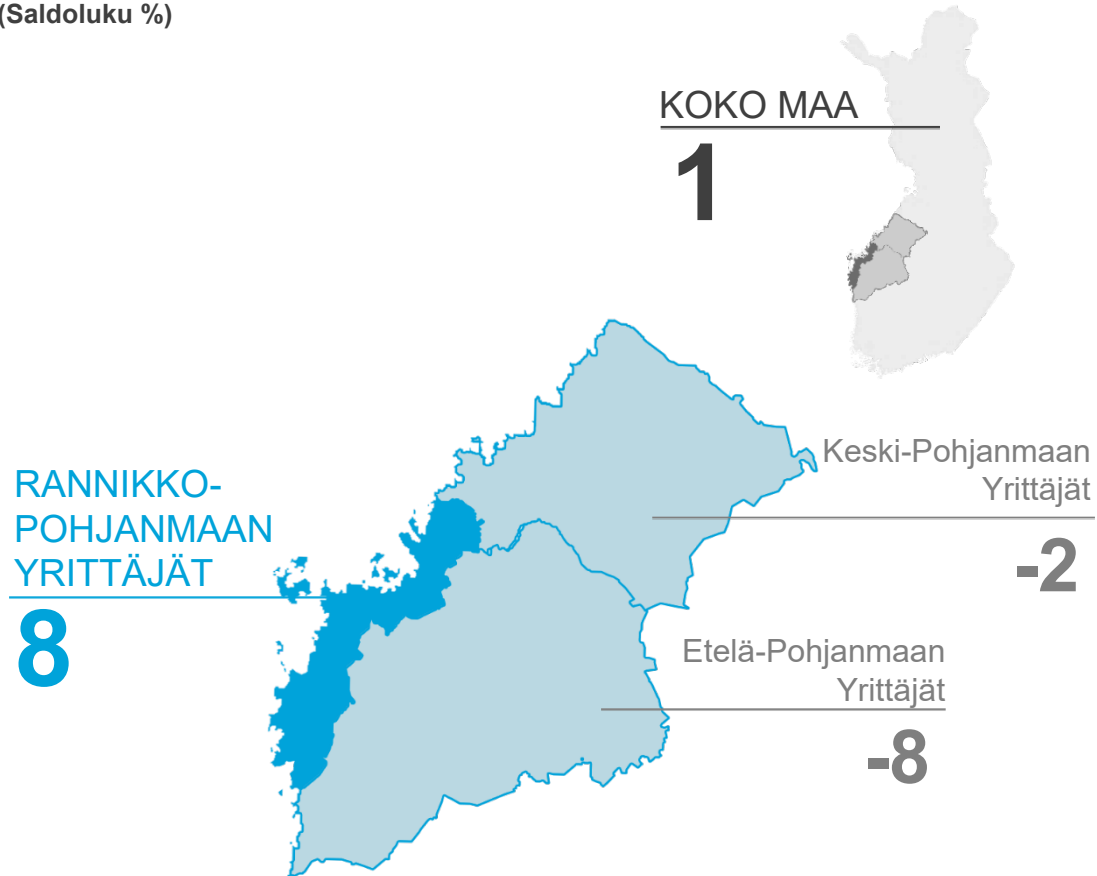 (Saldoluku %)
KOKO MAA
1
Keski-Pohjanmaan
Yrittäjät
-2
RANNIKKO-
POHJANMAAN
YRITTÄJÄT
8
Etelä-Pohjanmaan
Yrittäjät
-8